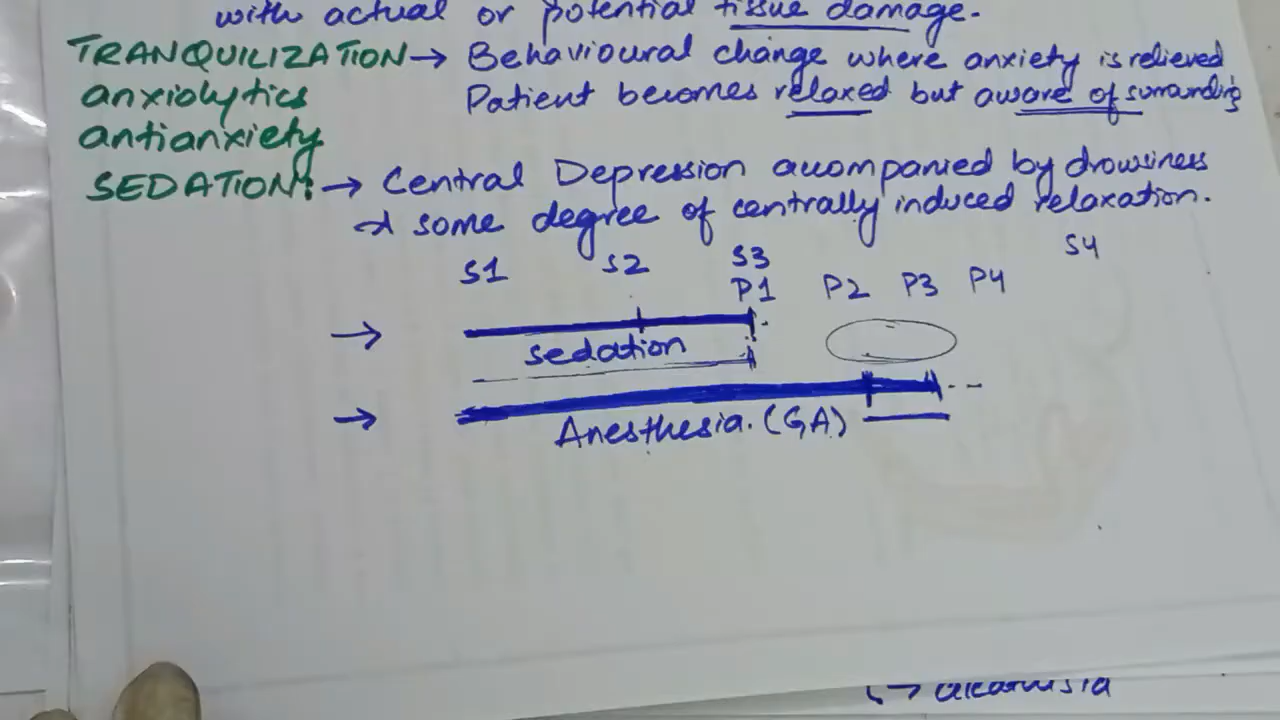 with actual or potential tissue damage.
TRANQUILIZATION → Behavioural change where anxiety is relieved
anxiolytics Patient becomes relaxed but aware of surrounding's
antianxiety
SEDATION: → Central Depression accompanied by drowsiness
& some degree of centrally induced relaxation.
S1 S2 S3 S4
P1 P2 P3 P4
→
sedation
→
Anesthesia. (GA)